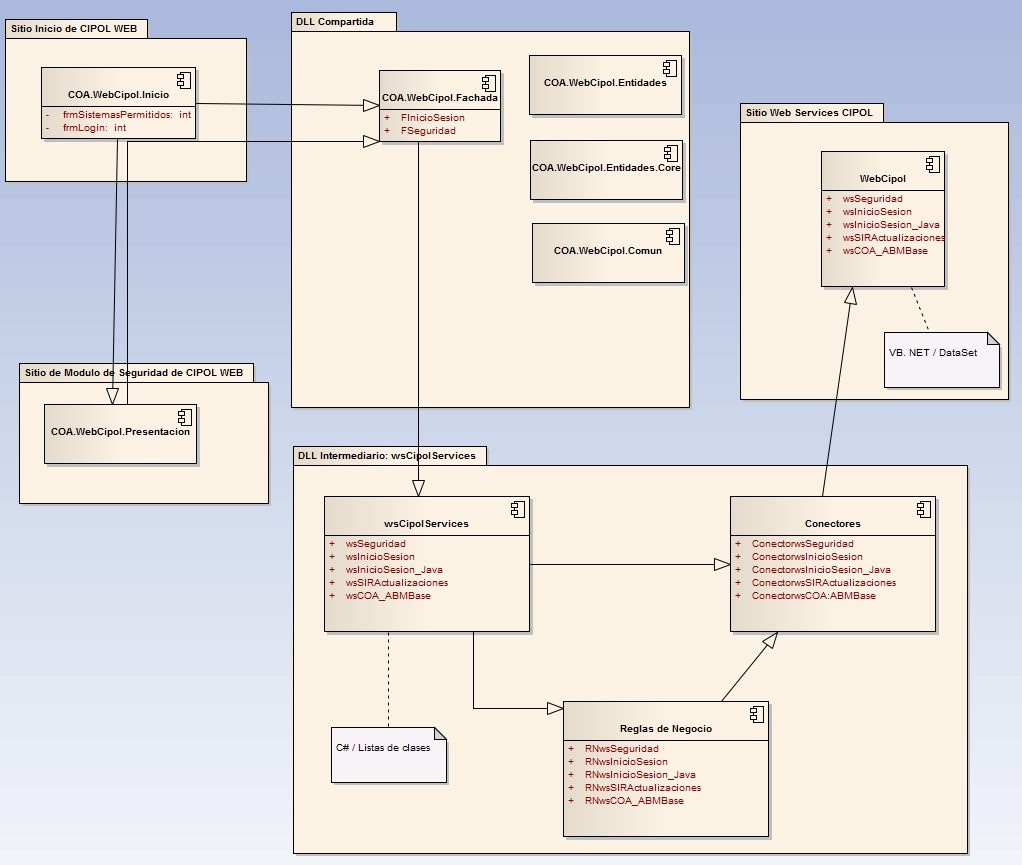 Sitio Inicio de CIPOL WEB
COA.WebCipol.Inicio
- frmSistemasPermitidos: int
- frmLogin: int
DLL Compartida
COA.WebCipol.Fachada
+ FInicioSesion
+ FSeguridad
COA.WebCipol.Entidades
COA.WebCipol.Entidades.Core
COA.WebCipol.Comun
Sitio Web Services CIPOL
WebCipol
+ wsSeguridad
+ wsInicioSesion
+ wsInicioSesion_Java
+ wsSIRActualizaciones
+ wsCOA_ABMBase
VB. NET / DataSet
Sitio de Modulo de Seguridad de CIPOL WEB
COA.WebCipol.Presentacion
DLL Intermediario: wsCipolServices
wsCipolServices
+ wsSeguridad
+ wsInicioSesion
+ wsInicioSesion_Java
+ wsSIRActualizaciones
+ wsCOA_ABMBase
Conectores
+ ConectorwsSeguridad
+ ConectorwsInicioSesion
+ ConectorwsInicioSesion_Java
+ ConectorwsSIRActualizaciones
+ ConectorwsCOA:ABMBase
C# / Listas de clases
Reglas de Negocio
+ RNwsSeguridad
+ RNwsInicioSesion
+ RNwsInicioSesion_Java
+ RNwsSIRActualizaciones
+ RNwsCOA_ABMBase